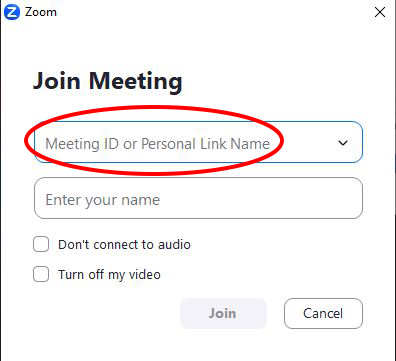 Zoom
Join Meeting
Meeting ID or Personal Link Name
Enter your name
Don't connect to audio
Turn off my video
Join Cancel